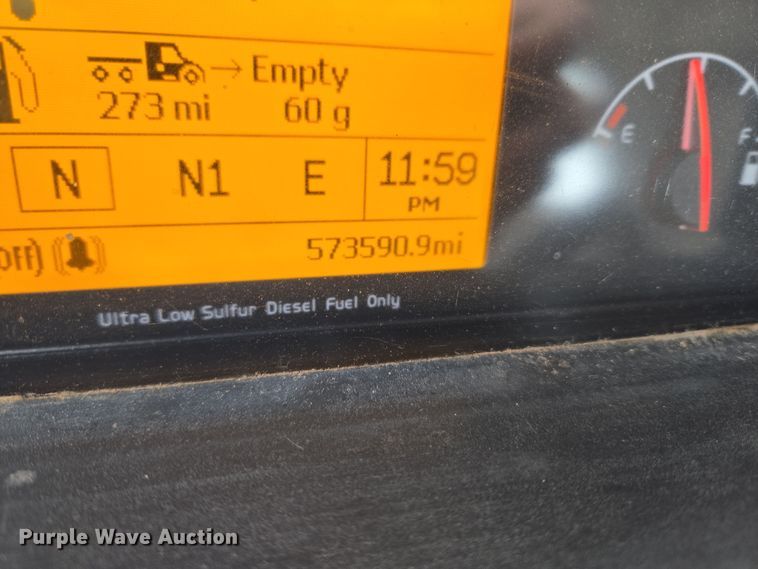 Empty
273 mi 60 g
N N1 E 11:59
PM
573590.9mi
Ultra Low Sulfur Diesel Fuel Only
E F
Purple Wave Auction